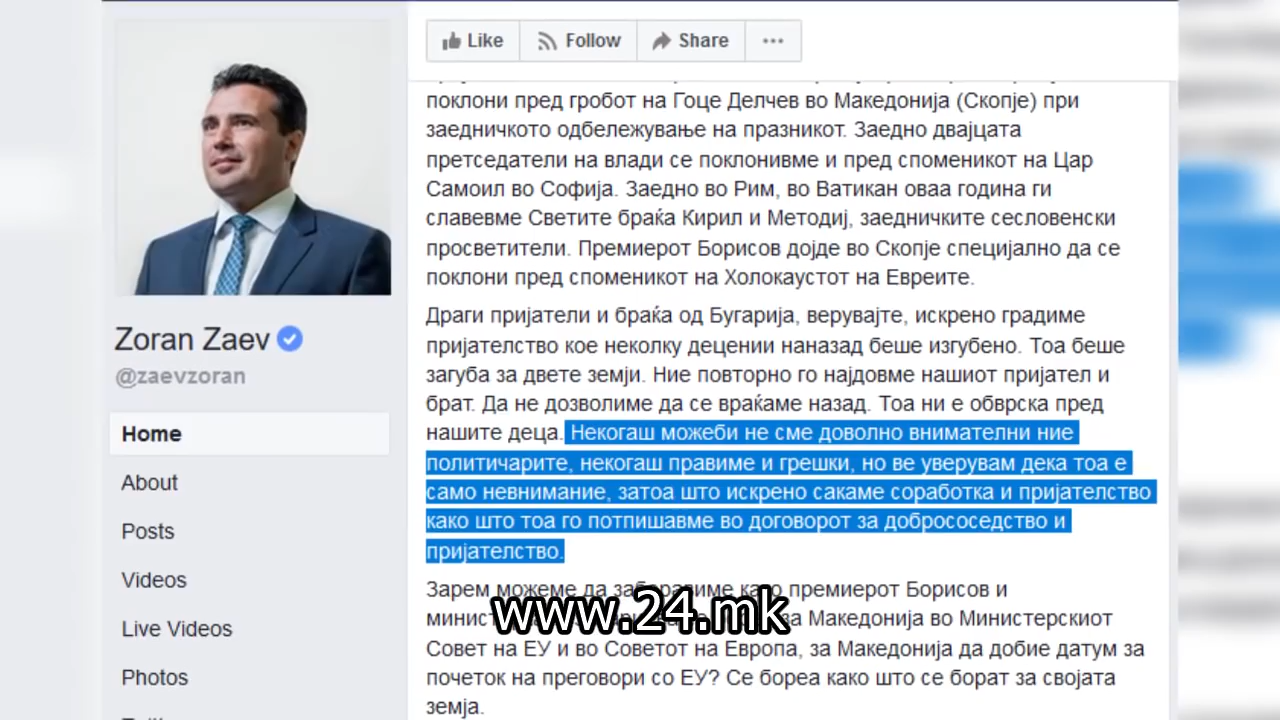 Like
Follow
Share
поклони пред гробот на Гоце Делчев во Македонија (Скопје) при
заедничкото одбележување на празникот. Заедно двајцата
претседатели на влади се поклонивме и пред споменикот на Цар
Самоил во Софија. Заедно во Рим, во Ватикан оваа година ги
славевме Светите браќа Кирил и Методиј, заедничките сесловенски
просветители. Премиерот Борисов дојде во Скопје специјално да се
поклони пред споменикот на Холокаустот на Евреите.
Zoran Zaev
@zaevzoran
Home
About
Posts
Videos
Live Videos
Photos
Драги пријатели и браќа од Бугарија, верувајте, искрено градиме
пријателство кое неколку децении наназад беше изгубено. Тоа беше
загуба за двете земји. Ние повторно го најдовме нашиот пријател и
брат. Да не дозволиме да се враќаме назад. Тоа ни е обврска пред
нашите деца. Некогаш можеби не сме доволно внимателни ние
политичарите, некогаш правиме и грешки, но ве уверувам дека тоа е
само невнимание, затоа што искрено сакаме соработка и пријателство
како што тоа го потпишавме во договорот за добрососедство и
пријателство.
Зарем можеме да забораéвиме како премиерот Борисов и
за Македонија во Министерскиот
Совет на ЕУ и во Советот на Европа, за Македонија да добие датум за
почеток на преговори со ЕУ? Се бореа како што се борат за својата
земја.
www.24.mk